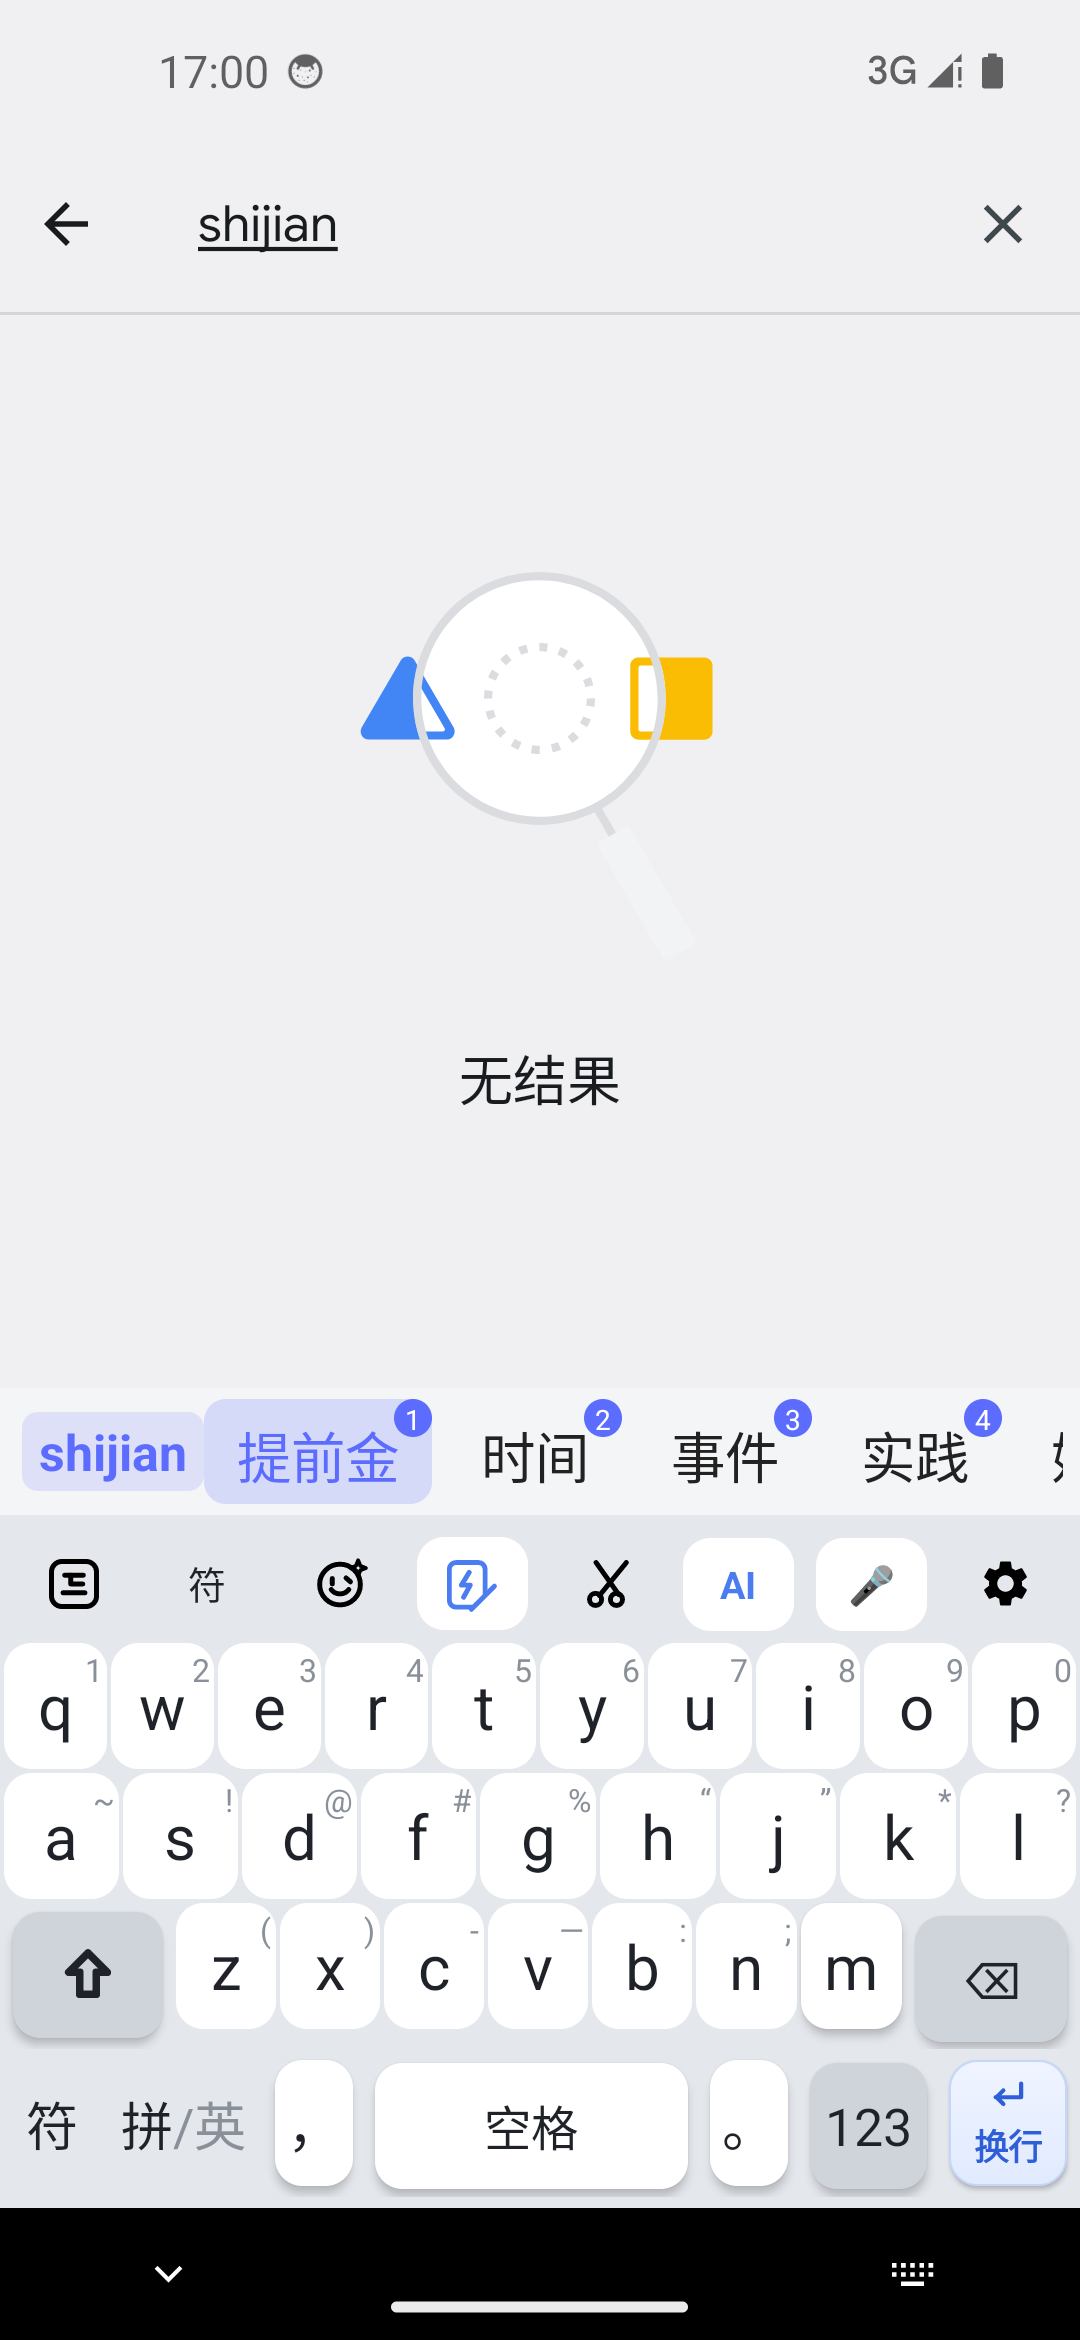 17:00 3G
shijian
无结果
shijian 提前金 1 时间 2 事件 3 实践 4
符 AI
q 1 w 2 e 3 r 4 t 5 y 6 u 7 i 8 o 9 p 0
a ~ s ! d @ f # g % h “ j ” k * l ?
z ( x ) c - v — b : n ; m
符 拼/英 ， 空格 。 123 换行